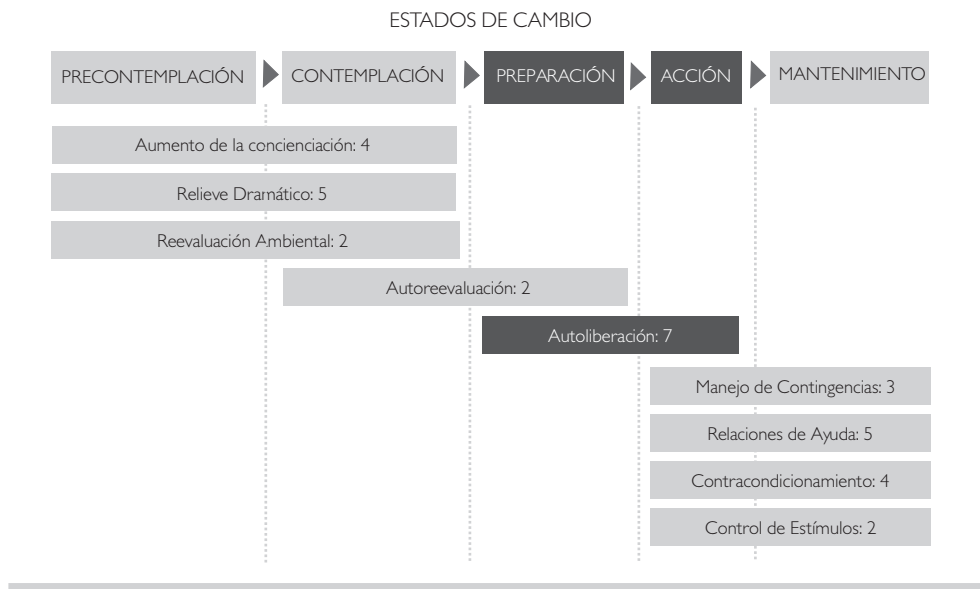 ESTADOS DE CAMBIO
PRECONTEMPLACIÓN CONTEMPLACIÓN PREPARACIÓN ACCIÓN MANTENIMIENTO
Aumento de la concienciación: 4
Relieve Dramático: 5
Reevaluación Ambiental: 2
Autoreevaluación: 2
Autoliberación: 7
Manejo de Contingencias: 3
Relaciones de Ayuda: 5
Contracondicionamiento: 4
Control de Estímulos: 2